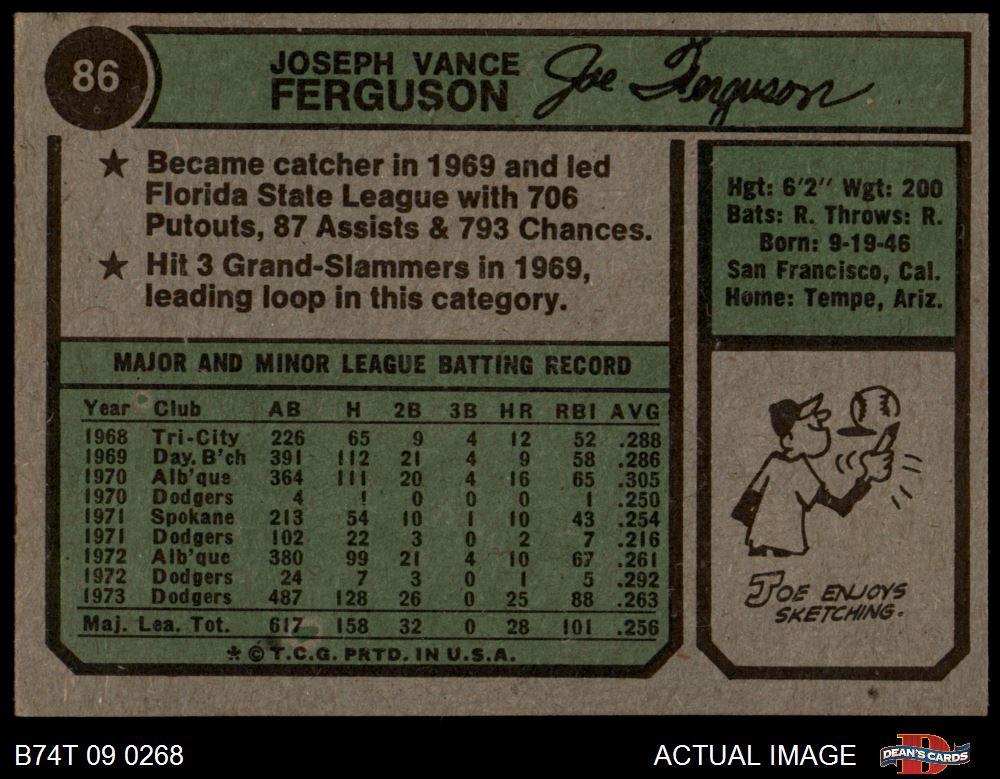 86
JOSEPH VANCE
FERGUSON
Joe Ferguson
★ Became catcher in 1969 and led
Florida State League with 706
Putouts, 87 Assists & 793 Chances.
★ Hit 3 Grand-Slammers in 1969,
leading loop in this category.
Hgt: 6'2" Wgt: 200
Bats: R. Throws: R.
Born: 9-19-46
San Francisco, Cal.
Home: Tempe, Ariz.
MAJOR AND MINOR LEAGUE BATTING RECORD
Year Club AB H 2B 3B HR RBI AVG
1968 Tri-City 226 65 9 4 12 52 .288
1969 Day. B'ch 391 112 21 4 9 58 .286
1970 Alb'que 364 111 20 4 16 65 .305
1970 Dodgers 4 1 0 0 0 1 .250
1971 Spokane 213 54 10 1 10 43 .254
1971 Dodgers 102 22 3 0 2 7 .216
1972 Alb'que 380 99 21 4 10 67 .261
1972 Dodgers 24 7 3 0 1 5 .292
1973 Dodgers 487 128 26 0 25 88 .263
Maj. Lea. Tot. 617 158 32 0 28 101 .256
* © T.C.G. PRTD. IN U.S.A.
JOE ENJOYS
SKETCHING.
B74T 09 0268
ACTUAL IMAGE
DEAN'S CARDS